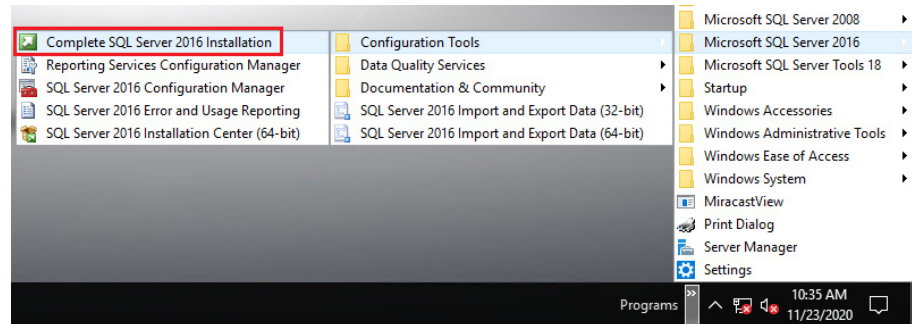 Complete SQL Server 2016 Installation
Reporting Services Configuration Manager
SQL Server 2016 Configuration Manager
SQL Server 2016 Error and Usage Reporting
SQL Server 2016 Installation Center (64-bit)
Configuration Tools
Data Quality Services
Documentation & Community
SQL Server 2016 Import and Export Data (32-bit)
SQL Server 2016 Import and Export Data (64-bit)
Microsoft SQL Server 2008
Microsoft SQL Server 2016
Microsoft SQL Server Tools 18
Startup
Windows Accessories
Windows Administrative Tools
Windows Ease of Access
Windows System
MiracastView
Print Dialog
Server Manager
Settings
Programs
10:35 AM
11/23/2020